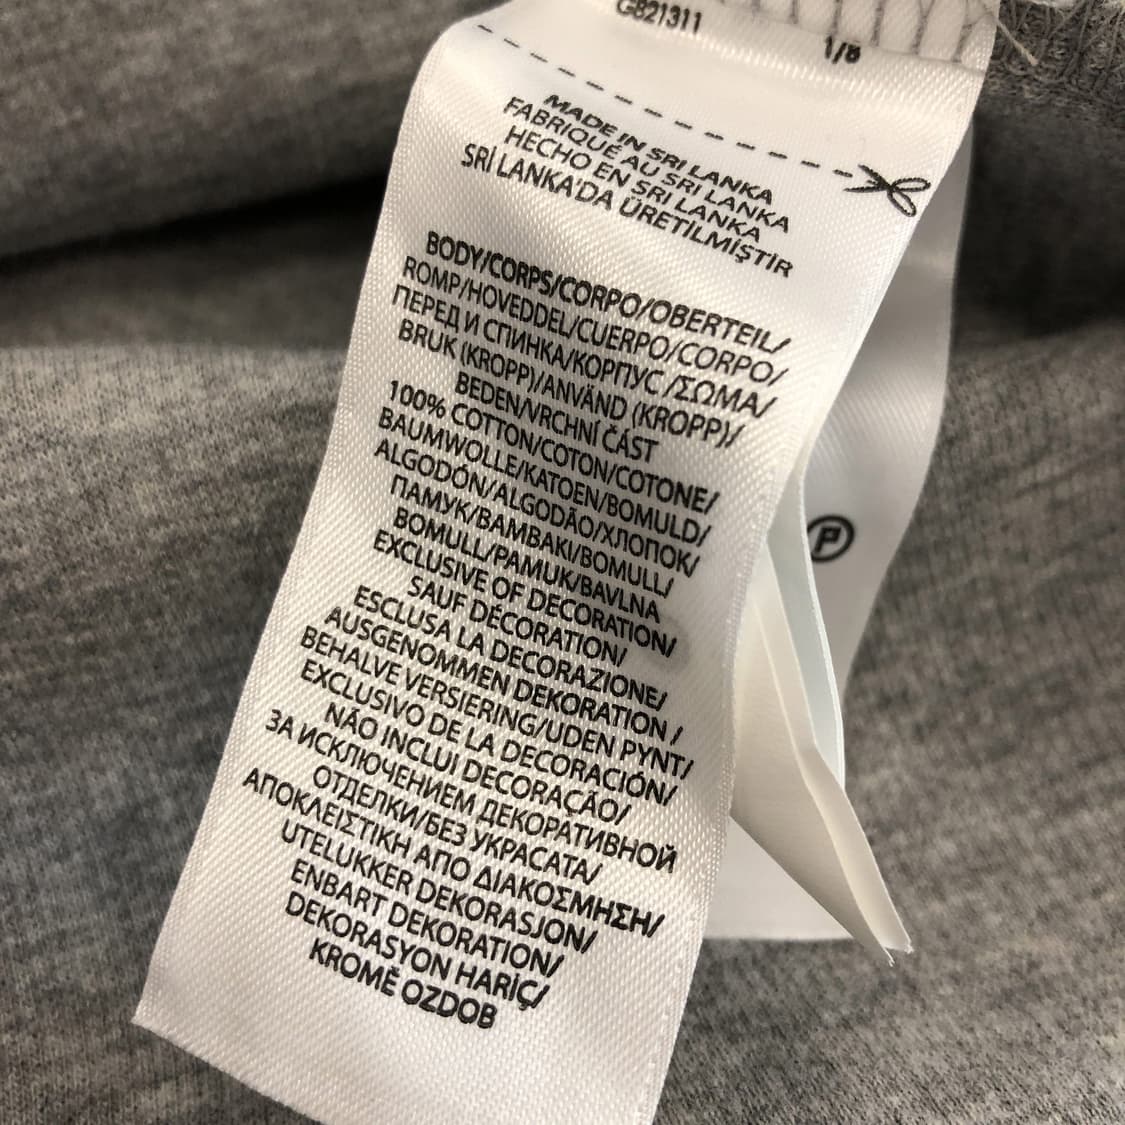 G821311
1/8
MADE IN SRI LANKA
FABRIQUÉ AU SRI LANKA
HECHO EN SRI LANKA
SRİ LANKA'DA ÜRETİLMİŞTİR
BODY/CORPS/CORPO/OBERTEIL/
ROMP/HOVEDDEL/CUERPO/CORPO/
ПЕРЕД И СПИНКА/КОРПУС /ΣΩΜΑ/
BRUK (KROPP)/ANVÄND (KROPP)/
BEDEN/VRCHNÍ ČÁST
100% COTTON/COTON/COTONE/
BAUMWOLLE/KATOEN/BOMULD/
ALGODÓN/ALGODÃO/ХЛОПОК/
ПАМУК/ΒΑΜΒΑΚΙ/BOMULL/
BOMULL/PAMUK/BAVLNA
EXCLUSIVE OF DECORATION/
SAUF DÉCORATION/
ESCLUSA LA DECORAZIONE/
AUSGENOMMEN DEKORATION /
BEHALVE VERSIERING/UDEN PYNT/
EXCLUSIVO DE LA DECORACIÓN/
NÃO INCLUI DECORAÇÃO/
ЗА ИСКЛЮЧЕНИЕМ ДЕКОРАТИВНОЙ
ОТДЕЛКИ/БЕЗ УКРАСАТА/
ΑΠΟΚΛΕΙΣΤΙΚΗ ΑΠΟ ΔΙΑΚΟΣΜΗΣΗ/
UTELUKKER DEKORASJON/
ENBART DEKORATION/
DEKORASYON HARİÇ/
KROMĚ OZDOB
P